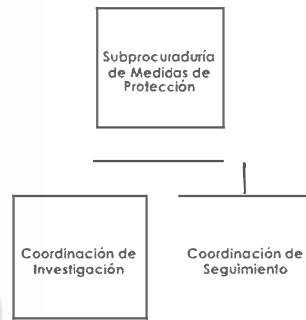 Subprocuraduría
de Medidas de
Protección
Coordinación de
Investigación
Coordinación de
Seguimiento